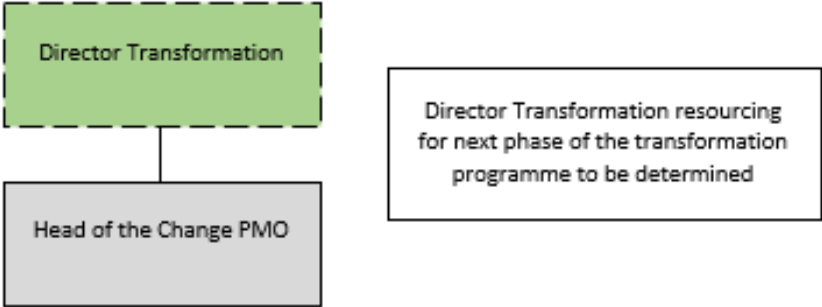 Director Transformation
Director Transformation resourcing
for next phase of the transformation
programme to be determined
Head of the Change PMO